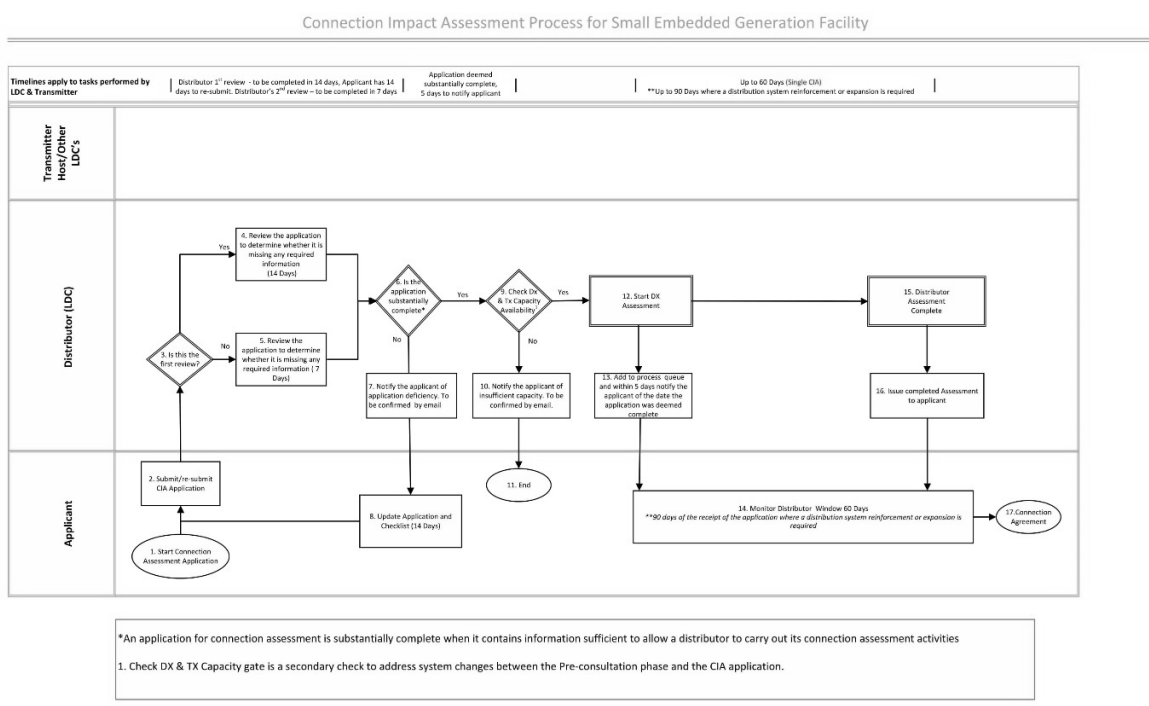 Connection Impact Assessment Process for Small Embedded Generation Facility
Timelines apply to tasks performed by
LDC & Transmitter
Distributor 1st review - to be completed in 14 days, Applicant has 14
days to re-submit. Distributor's 2nd review – to be completed in 7 days
Application deemed
substantially complete,
5 days to notify applicant
Up to 60 Days (Single CIA)
**Up to 90 Days where a distribution system reinforcement or expansion is required
Transmitter
Host/Other
LDC's
Distributor (LDC)
4. Review the application
to determine whether it is
missing any required
information
(14 Days)
Yes
3. Is this the
first review?
No
5. Review the
application to determine
whether it is missing any
required information ( 7
Days)
6. Is the
application
substantially
complete*
Yes
No
7. Notify the applicant of
application deficiency. To
be confirmed by email
9. Check Dx
& Tx Capacity
Availability1
Yes
No
10. Notify the applicant of
insufficient capacity. To be
confirmed by email.
12. Start DX
Assessment
13. Add to process queue
and within 5 days notify the
applicant of the date the
application was deemed
complete
15. Distributor
Assessment
Complete
16. Issue completed Assessment
to applicant
Applicant
2. Submit/re-submit
CIA Application
1. Start Connection
Assessment Application
8. Update Application and
Checklist (14 Days)
11. End
14. Monitor Distributor Window 60 Days
**90 days of the receipt of the application where a distribution system reinforcement or expansion is
required
17.Connection
Agreement
*An application for connection assessment is substantially complete when it contains information sufficient to allow a distributor to carry out its connection assessment activities
1. Check DX & TX Capacity gate is a secondary check to address system changes between the Pre-consultation phase and the CIA application.